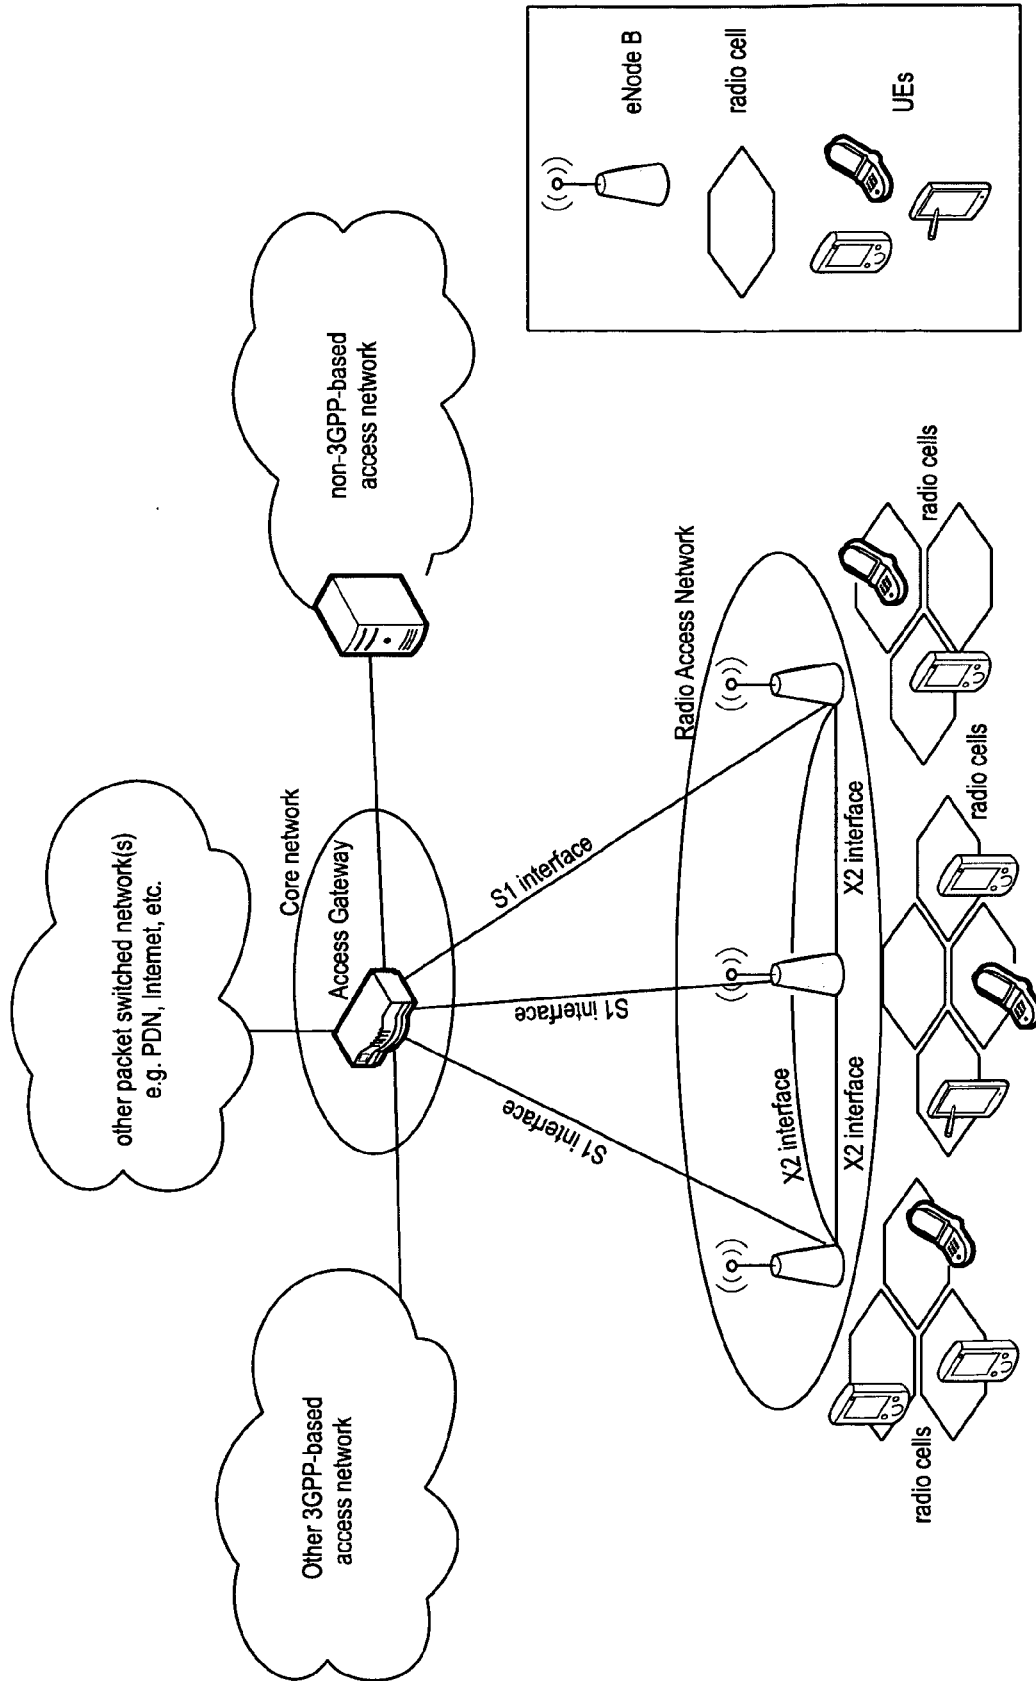 other packet switched network(s)
e.g. PDN, Internet, etc.
Other 3GPP-based
access network
Core network
Access Gateway
non-3GPP-based
access network
S1 interface
S1 interface
S1 interface
Radio Access Network
X2 interface
X2 interface
X2 interface
radio cells
radio cells
radio cells
eNode B
radio cell
UEs